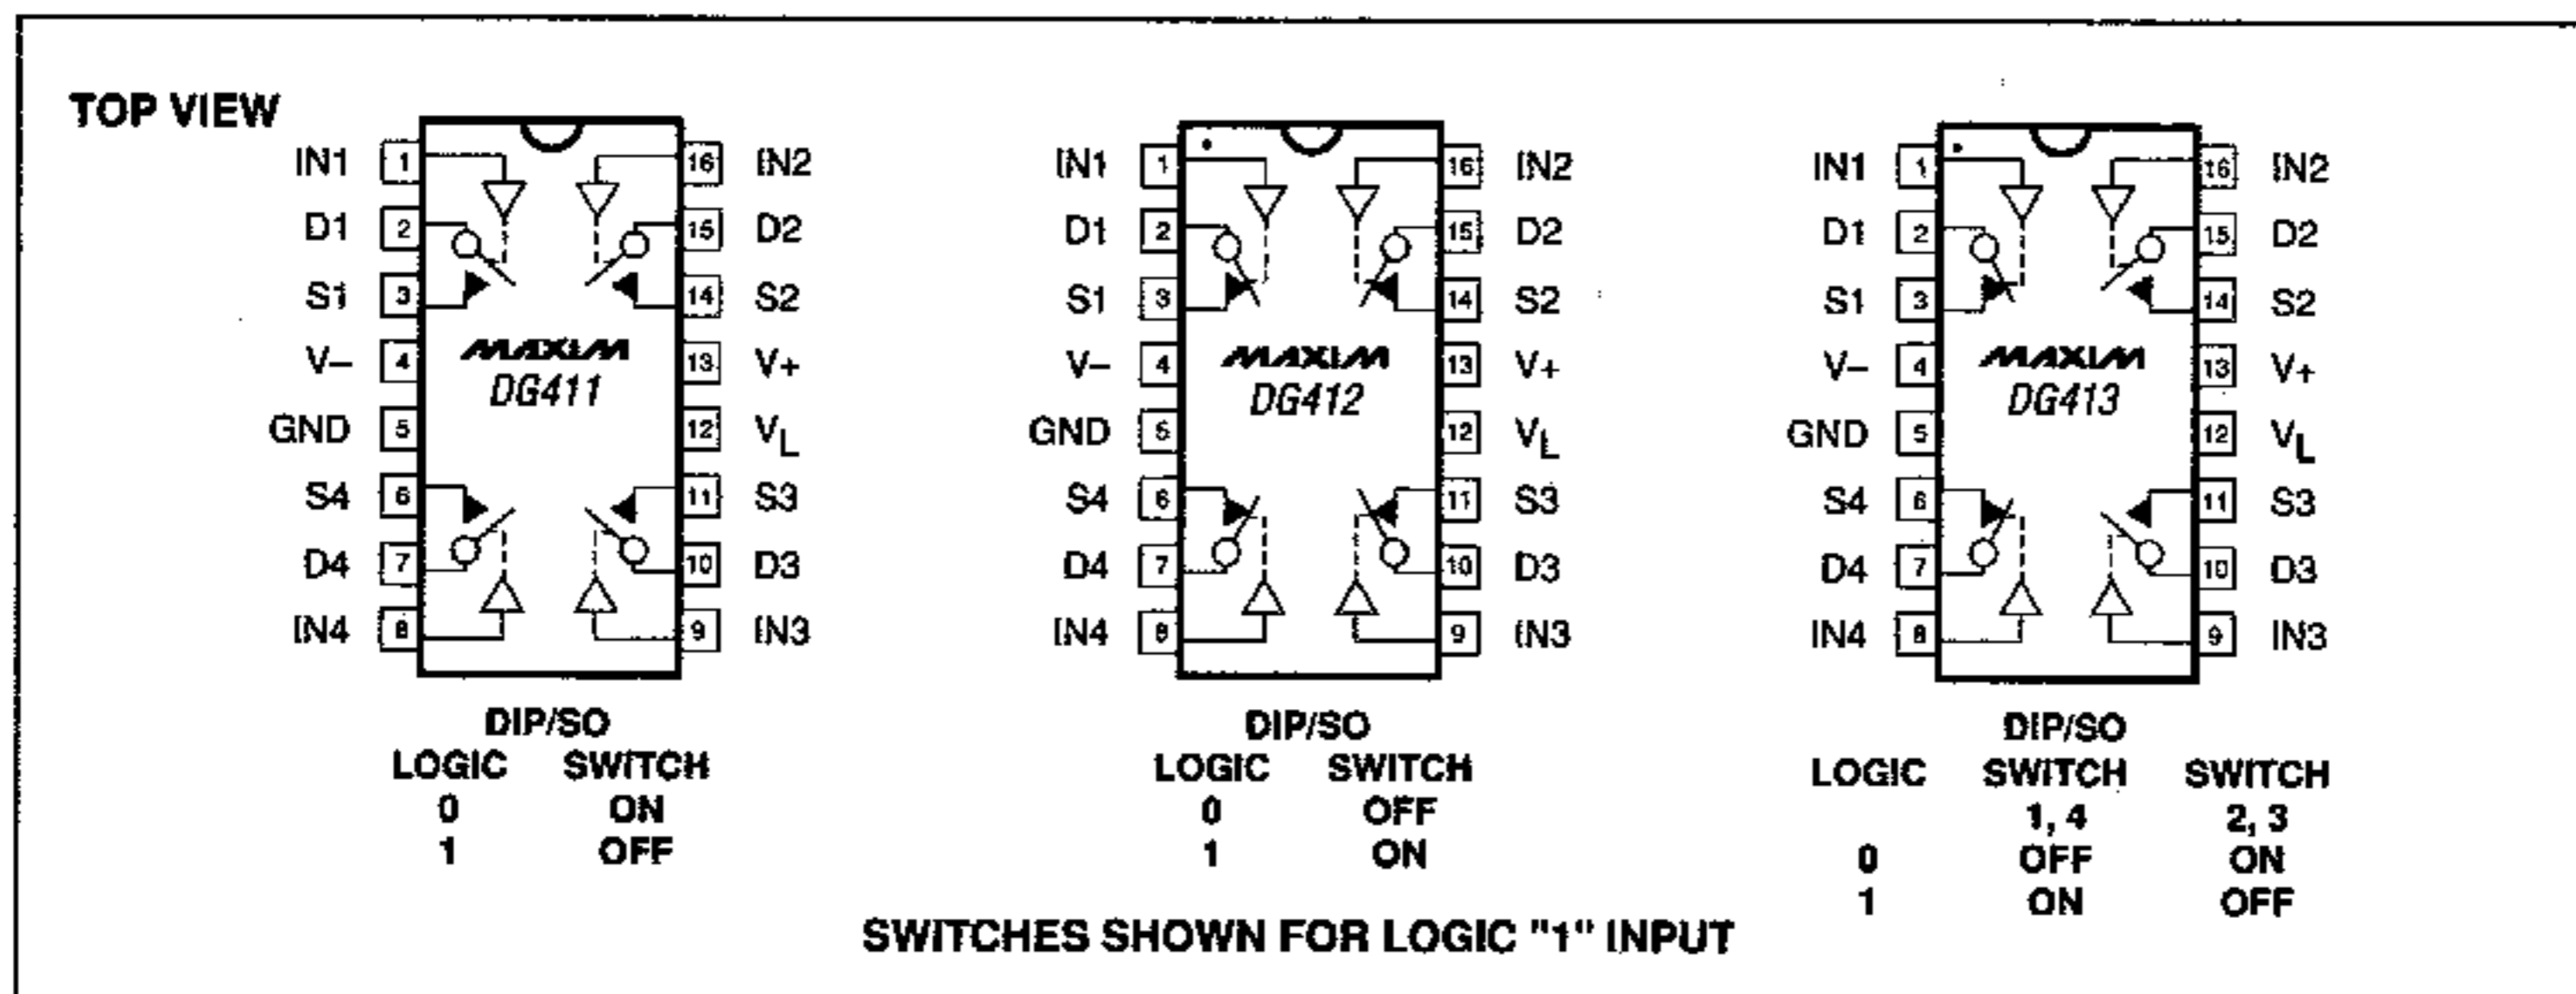 TOP VIEW
IN1 1 16 IN2
D1 2 15 D2
S1 3 14 S2
V– 4 13 V+
GND 5 12 VL
S4 6 11 S3
D4 7 10 D3
IN4 8 9 IN3
MAXIM
DG411
DIP/SO
LOGIC SWITCH
0 ON
1 OFF
IN1 1 16 IN2
D1 2 15 D2
S1 3 14 S2
V– 4 13 V+
GND 5 12 VL
S4 6 11 S3
D4 7 10 D3
IN4 8 9 IN3
MAXIM
DG412
DIP/SO
LOGIC SWITCH
0 OFF
1 ON
IN1 1 16 IN2
D1 2 15 D2
S1 3 14 S2
V– 4 13 V+
GND 5 12 VL
S4 6 11 S3
D4 7 10 D3
IN4 8 9 IN3
MAXIM
DG413
DIP/SO
LOGIC SWITCH SWITCH
1, 4 2, 3
0 OFF ON
1 ON OFF
SWITCHES SHOWN FOR LOGIC "1" INPUT